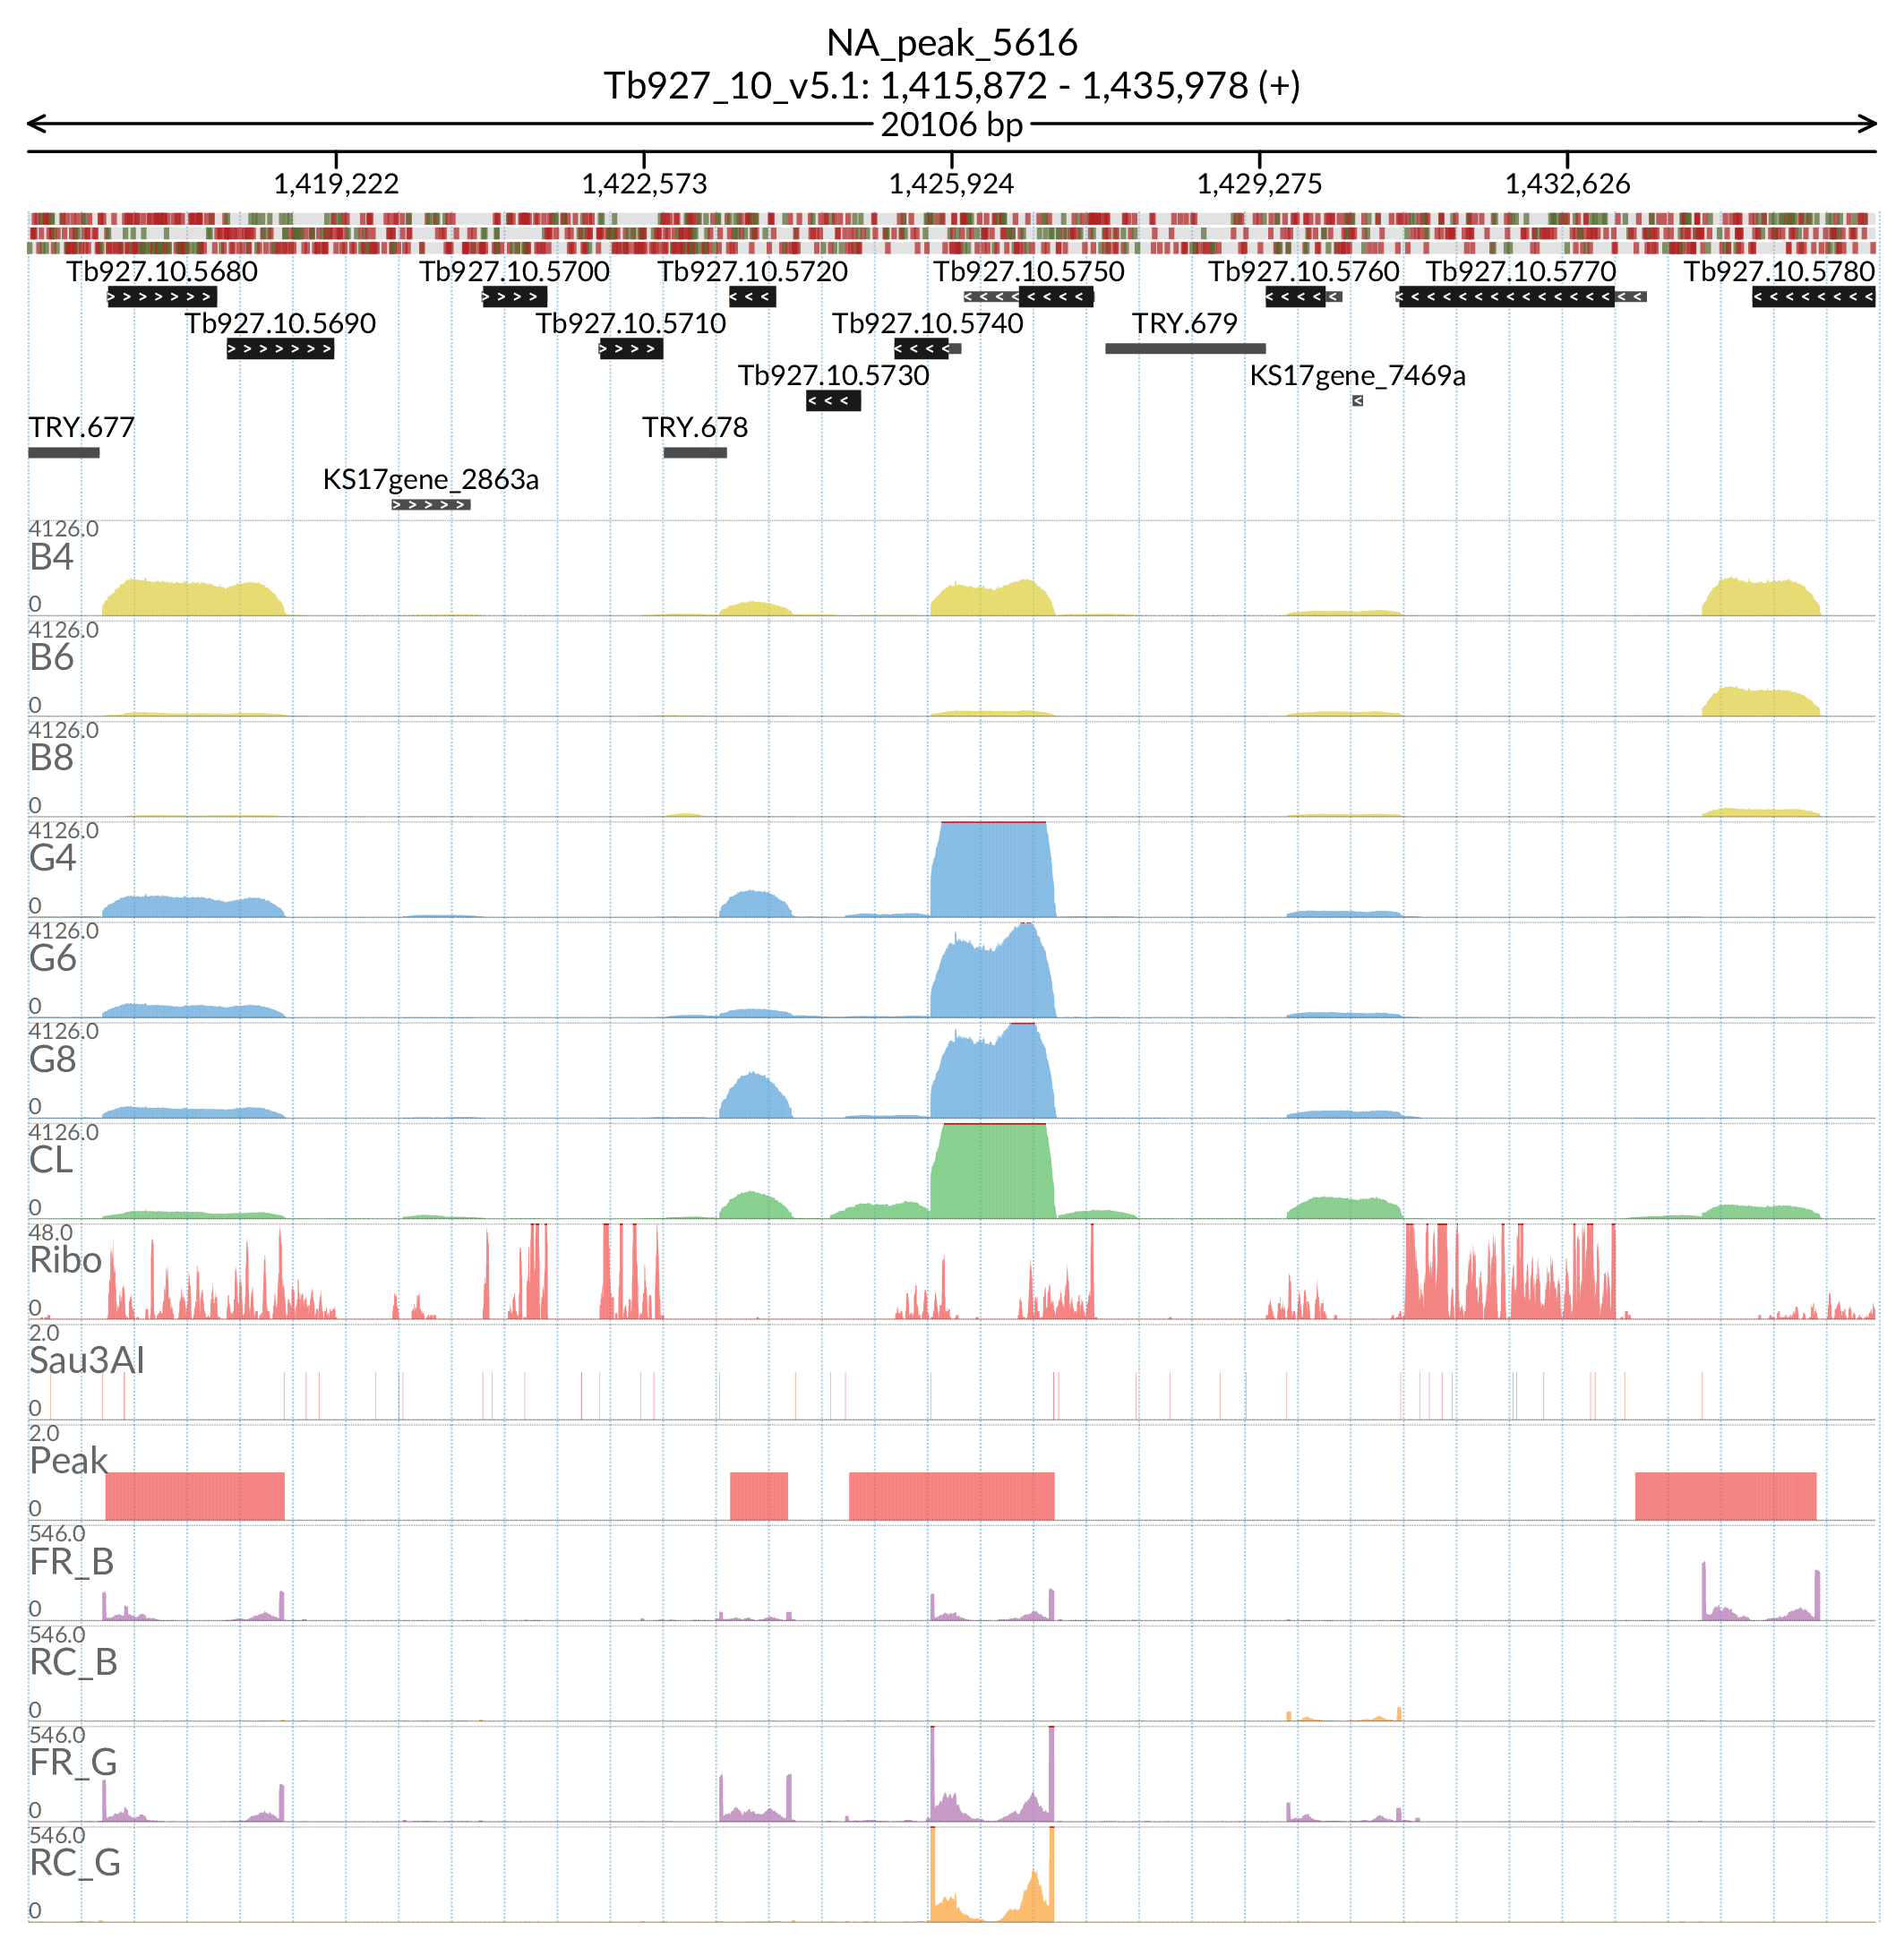 NA_peak_5616
Tb927_10_v5.1: 1,415,872 - 1,435,978 (+)
20106 bp
1,419,222 1,422,573 1,425,924 1,429,275 1,432,626
Tb927.10.5680 Tb927.10.5700 Tb927.10.5720 Tb927.10.5750 Tb927.10.5760 Tb927.10.5770 Tb927.10.5780
Tb927.10.5690 Tb927.10.5710 Tb927.10.5740 TRY.679
Tb927.10.5730 KS17gene_7469a
TRY.677 TRY.678
KS17gene_2863a
4126.0
B4
0
4126.0
B6
0
4126.0
B8
0
4126.0
G4
0
4126.0
G6
0
4126.0
G8
0
4126.0
CL
0
48.0
Ribo
0
2.0
Sau3AI
0
2.0
Peak
0
546.0
FR_B
0
546.0
RC_B
0
546.0
FR_G
0
546.0
RC_G
0